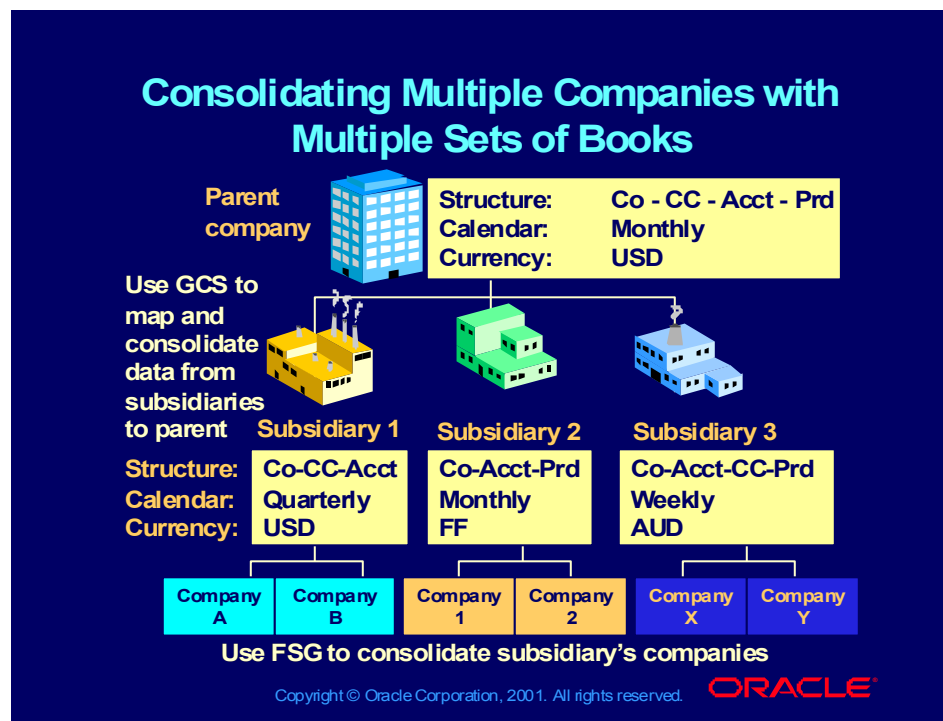 Consolidating Multiple Companies with
Multiple Sets of Books
Parent
company
Structure: Co - CC - Acct - Prd
Calendar: Monthly
Currency: USD
Use GCS to
map and
consolidate
data from
subsidiaries
to parent
Subsidiary 1 Subsidiary 2 Subsidiary 3
Structure: Co-CC-Acct Co-Acct-Prd Co-Acct-CC-Prd
Calendar: Quarterly Monthly Weekly
Currency: USD FF AUD
Company Company Company Company Company Company
A B 1 2 X Y
Use FSG to consolidate subsidiary's companies
Copyright © Oracle Corporation, 2001. All rights reserved. ORACLE®